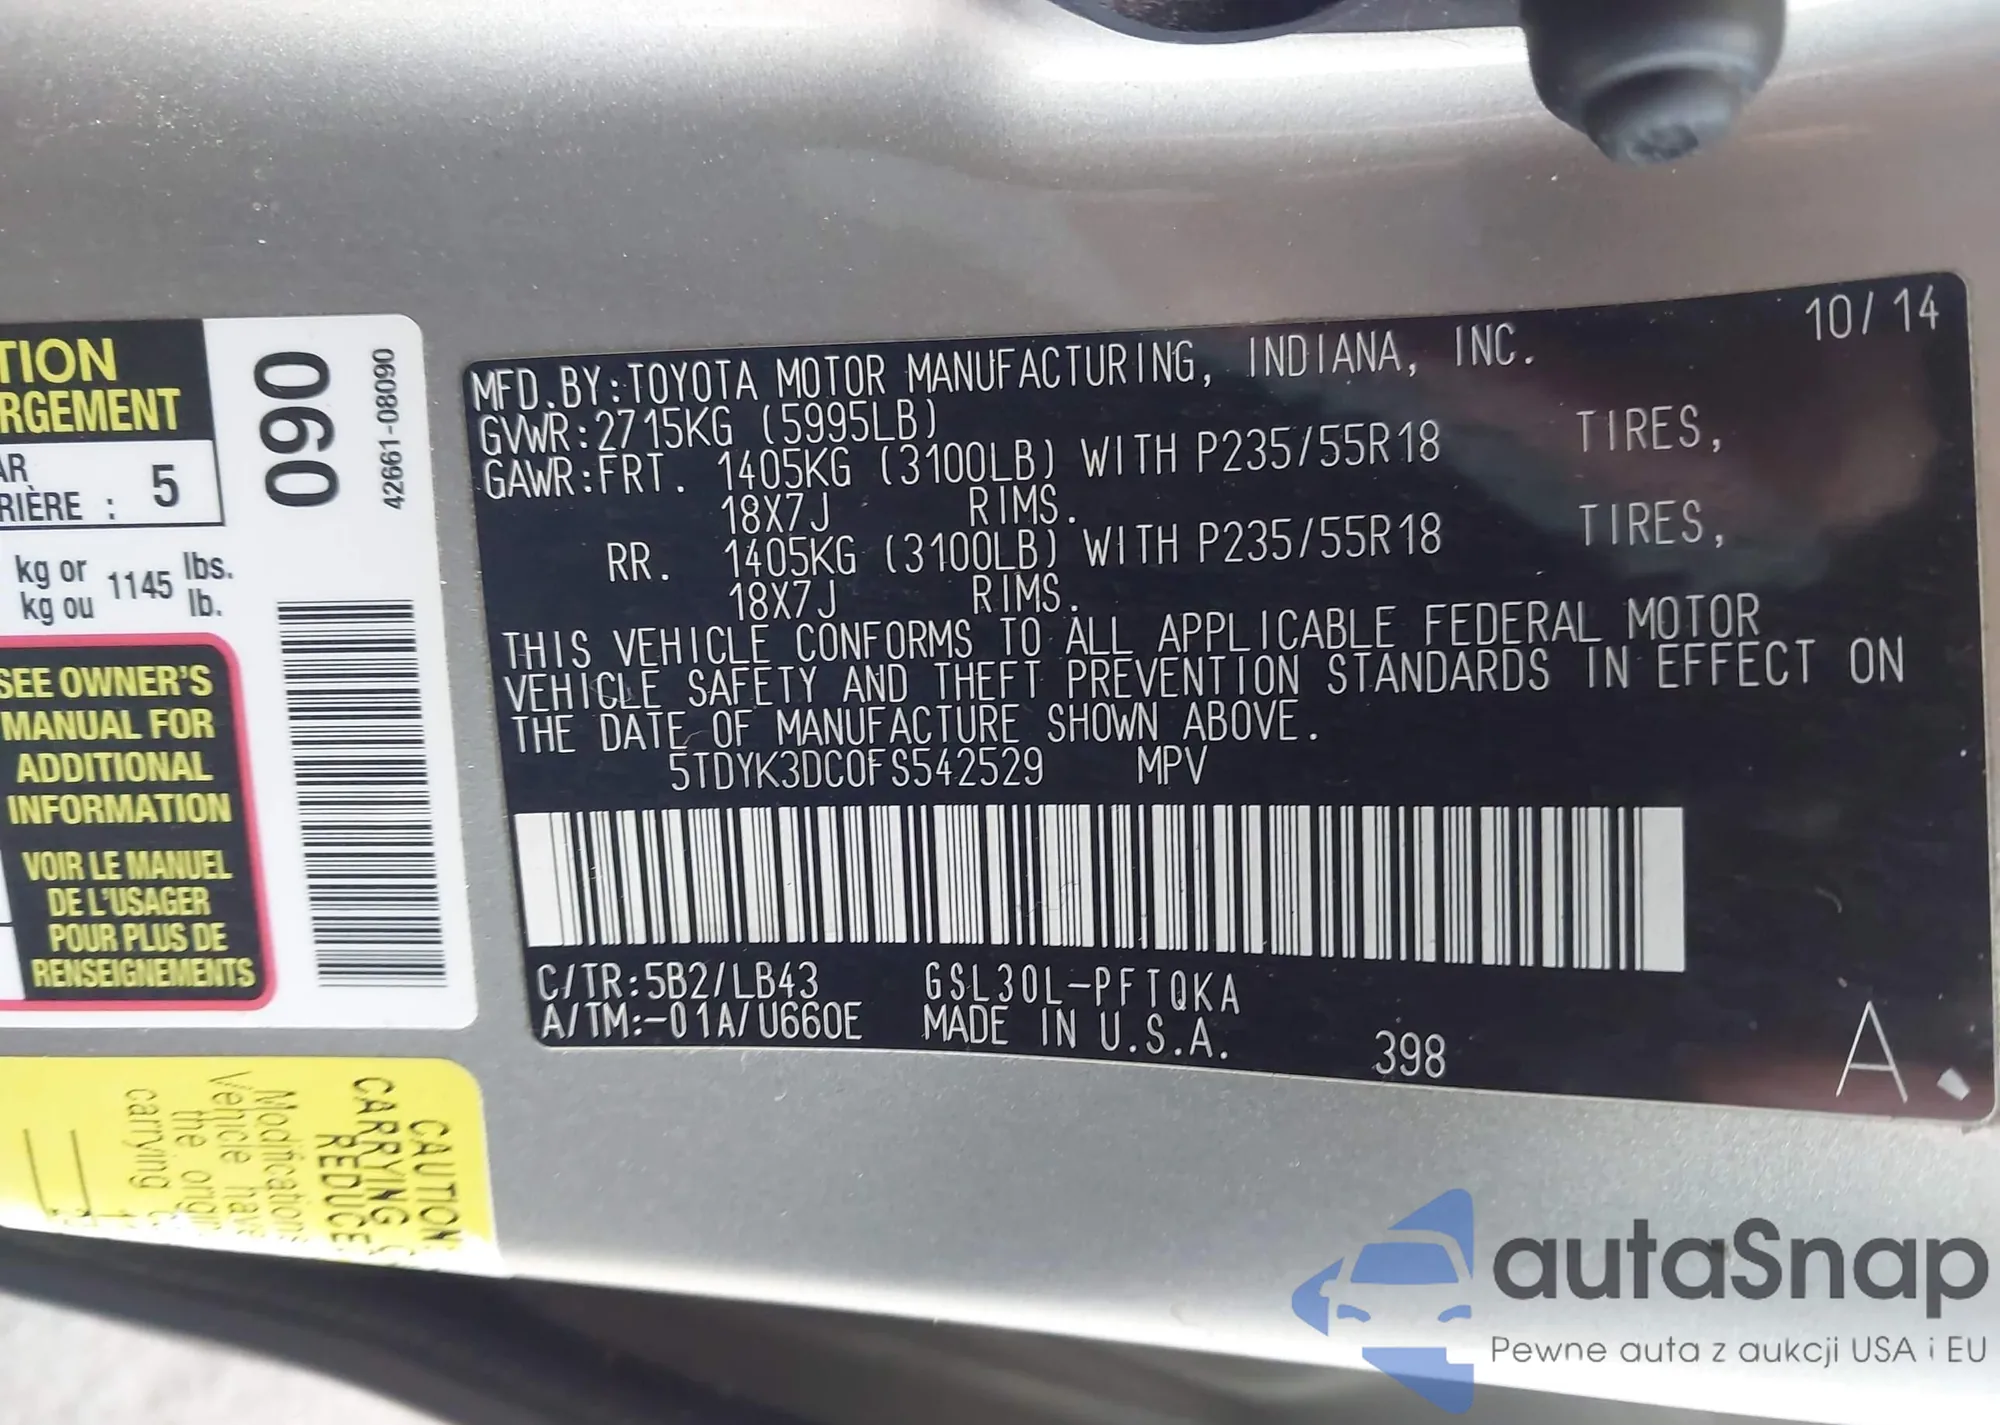 TION
RGEMENT
AR
RIÈRE : 5
kg or
kg ou 1145 lbs.
lb.
SEE OWNER'S
MANUAL FOR
ADDITIONAL
INFORMATION
VOIR LE MANUEL
DE L'USAGER
POUR PLUS DE
RENSEIGNEMENTS
090
42661-08090
10/14
MFD.BY:TOYOTA MOTOR MANUFACTURING, INDIANA, INC.
GVWR:2715KG (5995LB)
GAWR:FRT. 1405KG (3100LB) WITH P235/55R18 TIRES,
18X7J RIMS.
RR. 1405KG (3100LB) WITH P235/55R18 TIRES,
18X7J RIMS.
THIS VEHICLE CONFORMS TO ALL APPLICABLE FEDERAL MOTOR
VEHICLE SAFETY AND THEFT PREVENTION STANDARDS IN EFFECT ON
THE DATE OF MANUFACTURE SHOWN ABOVE.
5TDYK3DC0FS542529 MPV
C/TR:5B2/LB43 GSL30L-PFTQKA
A/TM:-01A/U660E MADE IN U.S.A.
398
A.
CAUTION
CARRYING
REDUCE
Modification
Vehicle have
the origi
carrying
autaSnap
Pewne auta z aukcji USA i EU